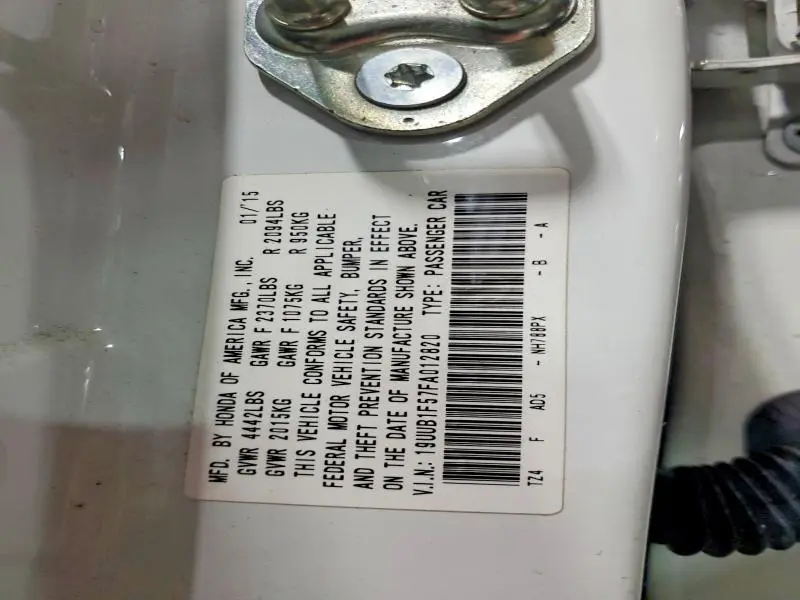 MFD. BY HONDA OF AMERICA MFG., INC. 01/'15
GVWR 4442LBS GAWR F 2370LBS R 2094LBS
GVWR 2015KG GAWR F 1075KG R 950KG
THIS VEHICLE CONFORMS TO ALL APPLICABLE
FEDERAL MOTOR VEHICLE SAFETY, BUMPER,
AND THEFT PREVENTION STANDARDS IN EFFECT
ON THE DATE OF MANUFACTURE SHOWN ABOVE.
V.I.N.: 19UUB1F57FA012820 TYPE: PASSENGER CAR
TZ4 F AD5 - NH788PX - B - A